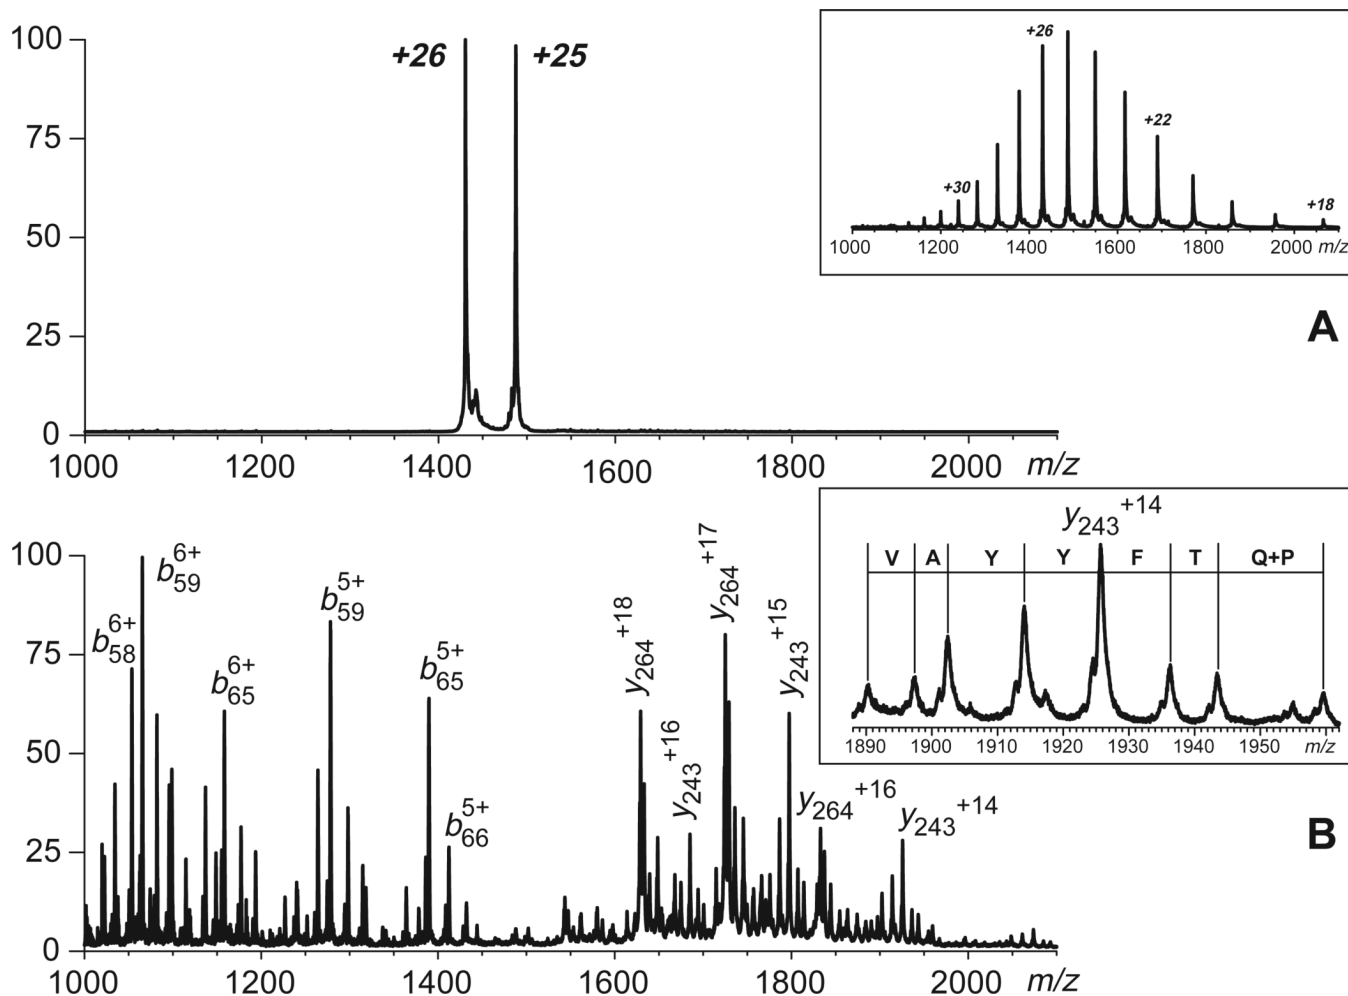 100
75
50
25
0
+26
+25
1000 1200 1400 1600 1800 2000 m/z
+26
+22
+30
+18
1000 1200 1400 1600 1800 2000 m/z
A
100
75
50
25
0
b58 6+
b59 6+
b65 6+
b59 5+
b65 5+
b66 5+
y264 +18
y243 +16
y264 +17
y243 +15
y264 +16
y243 +14
1000 1200 1400 1600 1800 2000 m/z
y243 +14
V A Y Y F T Q+P
1890 1900 1910 1920 1930 1940 1950 m/z
B